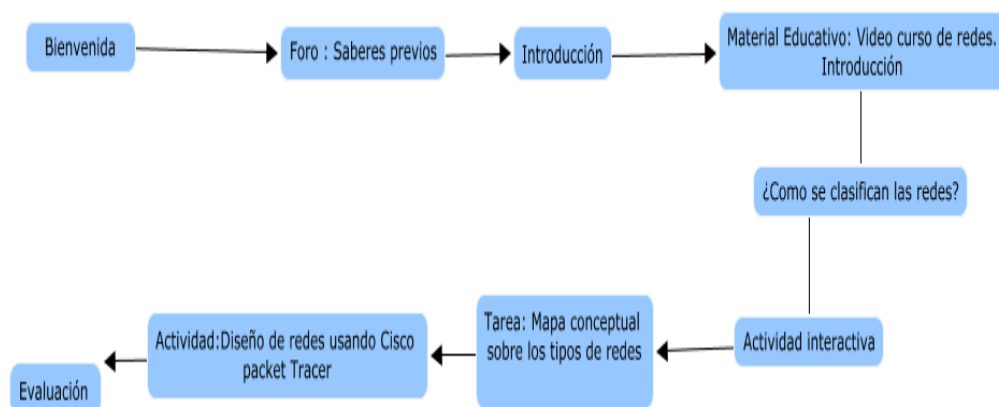 Bienvenida
Foro : Saberes previos
Introducción
Material Educativo: Video curso de redes.
Introducción
¿Como se clasifican las redes?
Actividad interactiva
Tarea: Mapa conceptual
sobre los tipos de redes
Actividad:Diseño de redes usando Cisco
packet Tracer
Evaluación